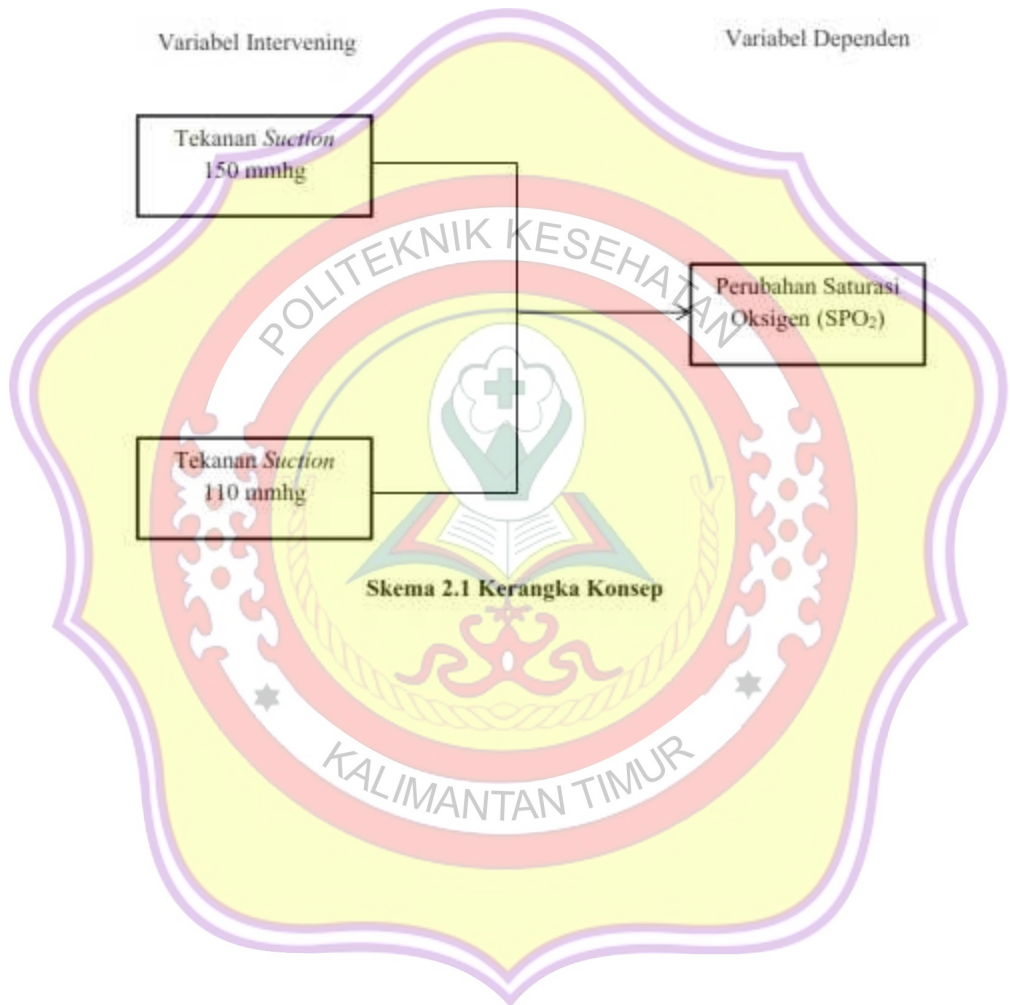 Variabel Intervening
Variabel Dependen
Tekanan Suction
150 mmhg
POLITEKNIK KESEHATAN
Perubahan Saturasi
Oksigen (SPO₂)
Tekanan Suction
110 mmhg
Skema 2.1 Kerangka Konsep
KALIMANTAN TIMUR